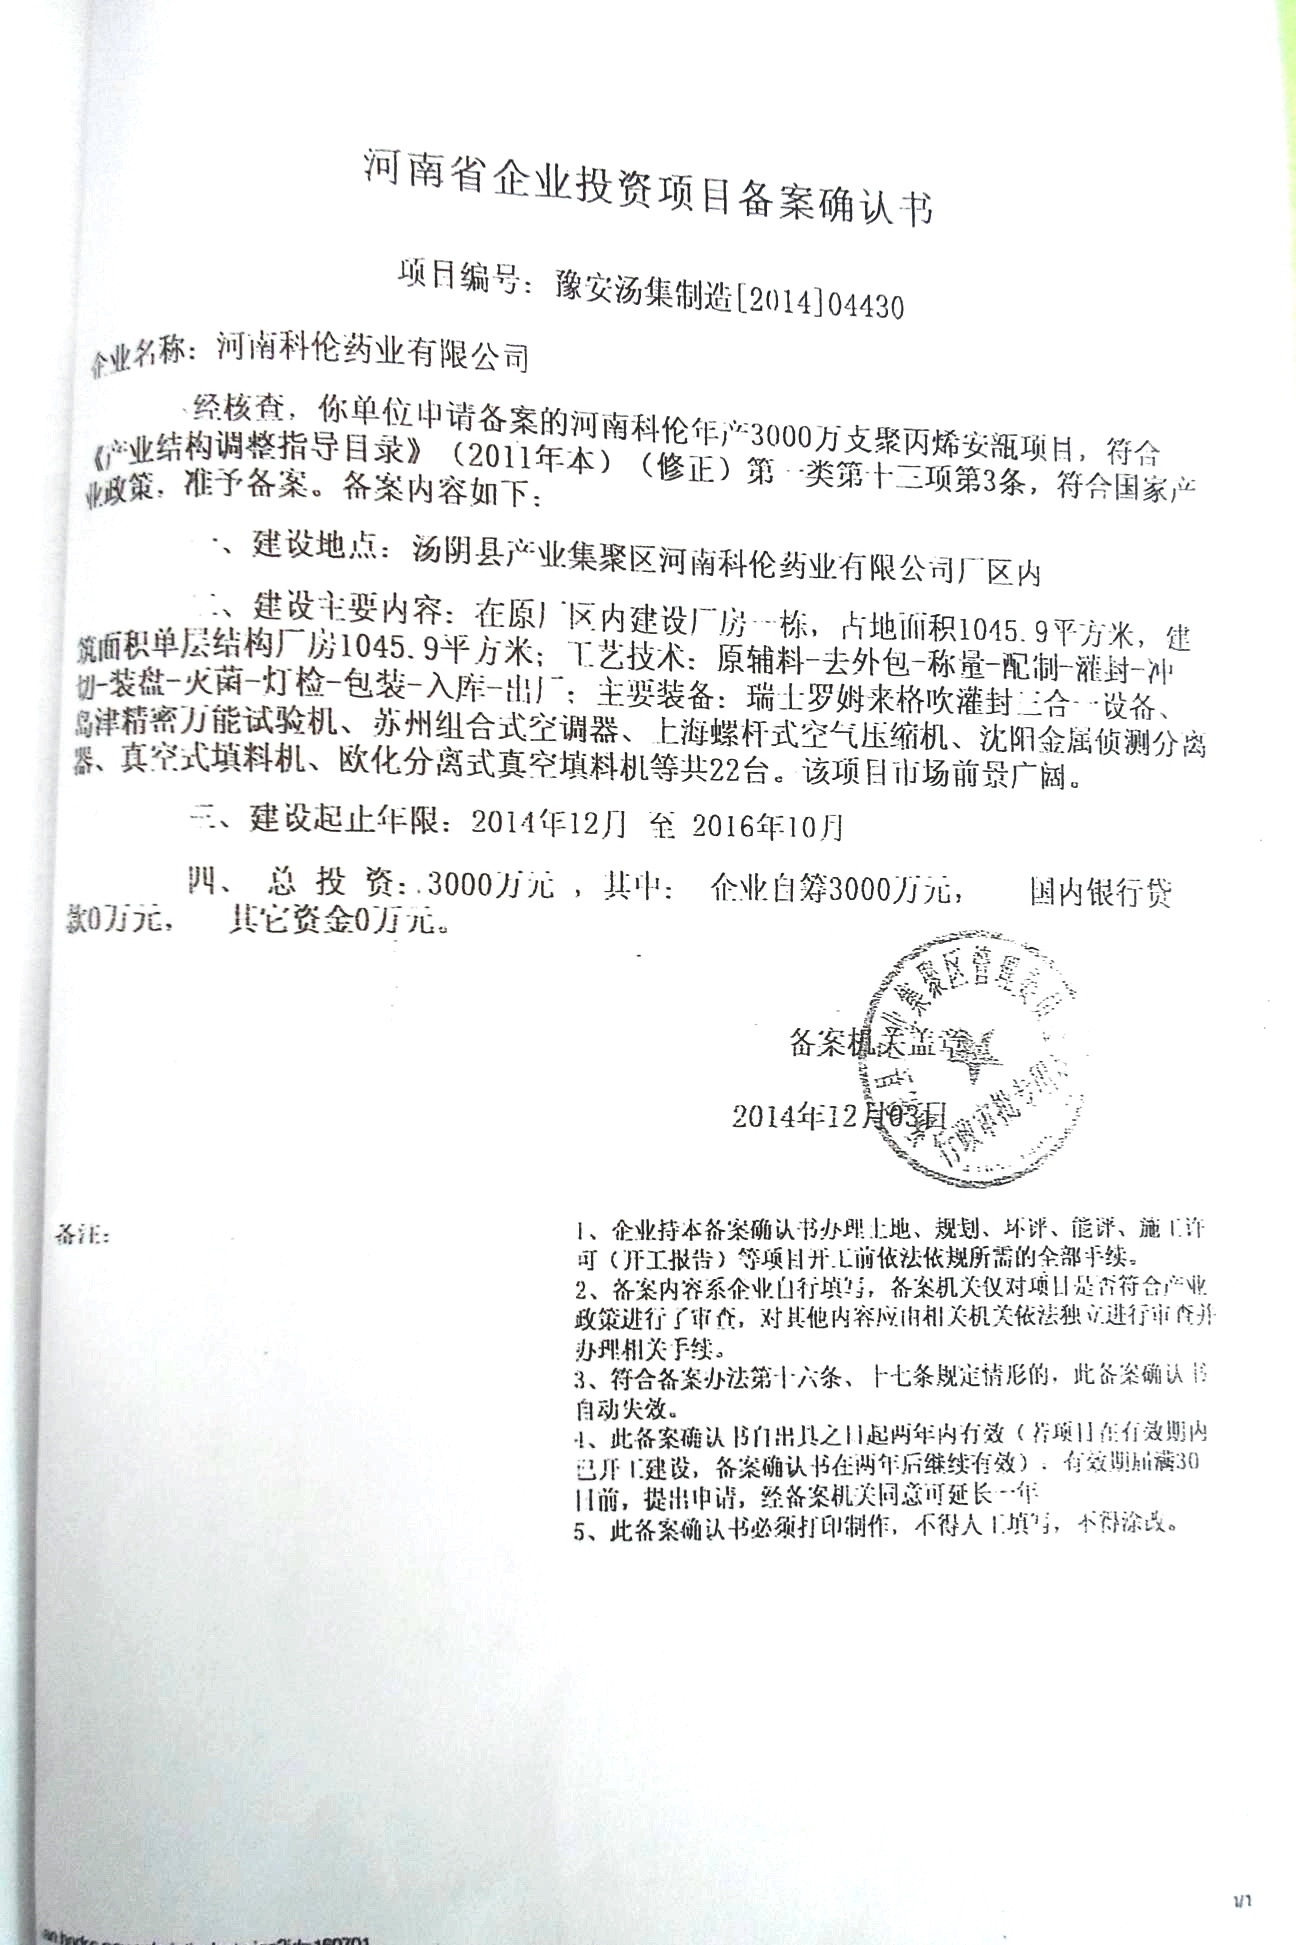 河南省企业投资项目备案确认书
项目编号：豫安汤集制造[2014]04430
企业名称：河南科伦药业有限公司
经核查，你单位申请备案的河南科伦年产3000万支聚丙烯安瓿项目，符合
《产业结构调整指导目录》（2011年本）（修正）第一类第十三项第3条，符合国家产
业政策，准予备案。备案内容如下：
一、建设地点：汤阴县产业集聚区河南科伦药业有限公司厂区内
二、建设主要内容：在原厂区内建设厂房一栋，占地面积1045.9平方米，建
筑面积单层结构厂房1045.9平方米；工艺技术：原辅料-去外包-称量-配制-灌封-冲
切-装盘-灭菌-灯检-包装-入库-出厂；主要装备：瑞士罗姆来格吹灌封三合一设备、
岛津精密万能试验机、苏州组合式空调器、上海螺杆式空气压缩机、沈阳金属侦测分离
器、真空式填料机、欧化分离式真空填料机等共22台。该项目市场前景广阔。
三、建设起止年限：2014年12月 至 2016年10月
四、 总 投 资：3000万元 ，其中： 企业自筹3000万元， 国内银行贷
款0万元， 其它资金0万元。
业集聚区管理委员
备案机关盖章
2014年12月03日
行政审批专用
备注：
1、企业持本备案确认书办理土地、规划、环评、能评、施工许
可（开工报告）等项目开工前依法依规所需的全部手续。
2、备案内容系企业自行填写，备案机关仅对项目是否符合产业
政策进行了审查，对其他内容应由相关机关依法独立进行审查并
办理相关手续。
3、符合备案办法第十六条、十七条规定情形的，此备案确认书
自动失效。
4、此备案确认书自出具之日起两年内有效（若项目在有效期内
已开工建设，备案确认书在两年后继续有效）．有效期届满30
日前，提出申请，经备案机关同意可延长一年
5、此备案确认书必须打印制作，不得人工填写，不得涂改。
1/1